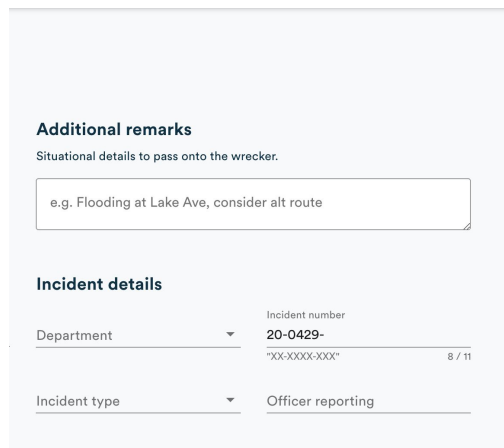 Additional remarks
Situational details to pass onto the wrecker.
e.g. Flooding at Lake Ave, consider alt route
Incident details
Incident number
Department
20-0429-
"XX-XXXX-XXX"
8 / 11
Incident type
Officer reporting